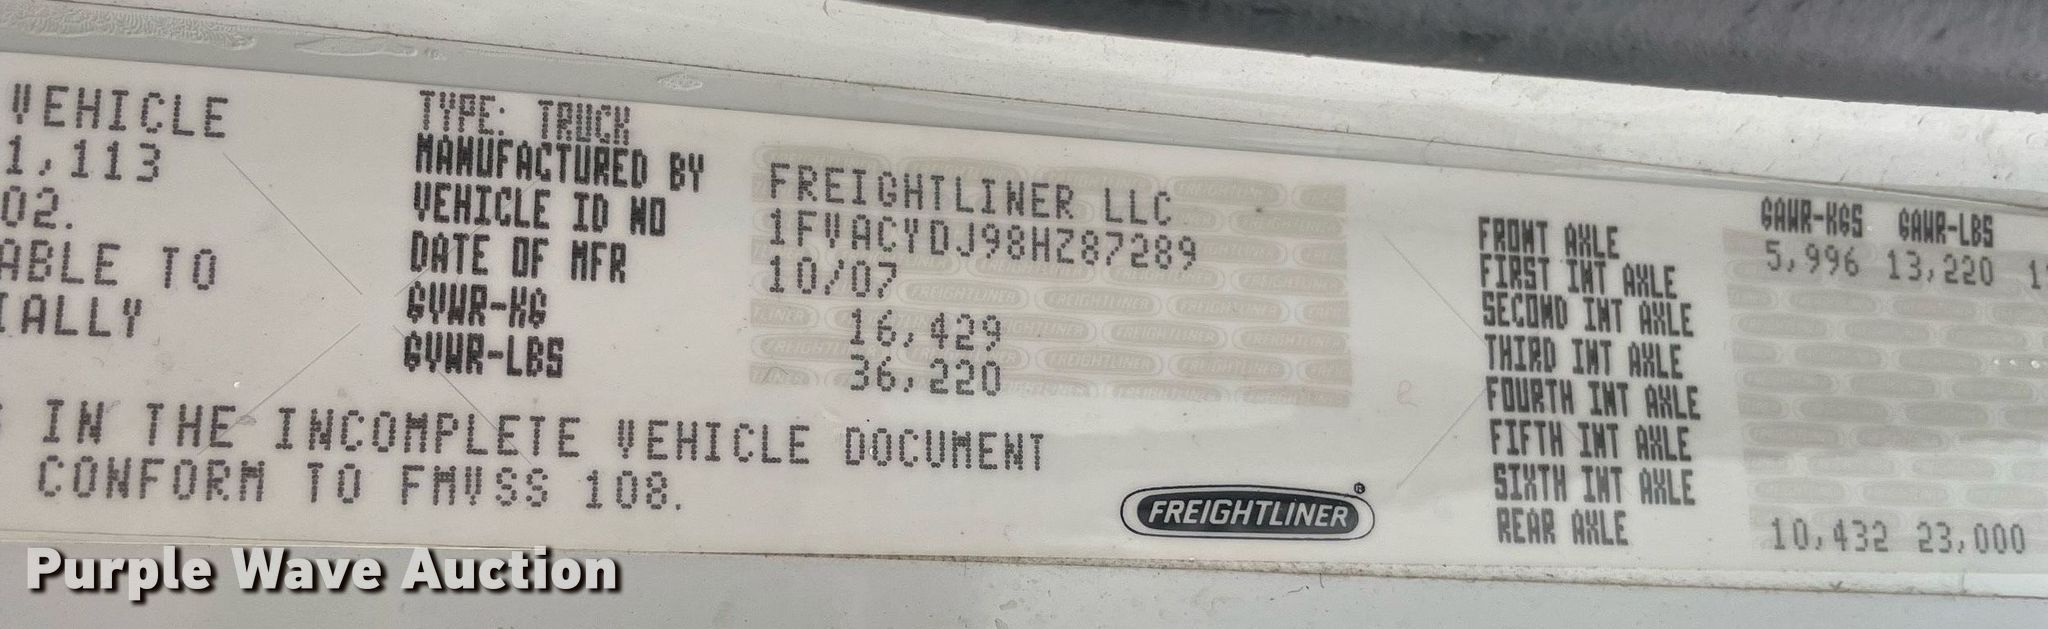 VEHICLE
1,113
02.
ABLE TO
IALLY
TYPE: TRUCK
MANUFACTURED BY FREIGHTLINER LLC
VEHICLE ID NO 1FVACYDJ98HZ87289
DATE OF MFR 10/07
GVWR-KG 16,429
GVWR-LBS 36,220
IN THE INCOMPLETE VEHICLE DOCUMENT
CONFORM TO FMVSS 108.
FREIGHTLINER®
GAWR-KGS GAWR-LBS
FRONT AXLE 5,996 13,220
FIRST INT AXLE
SECOND INT AXLE
THIRD INT AXLE
FOURTH INT AXLE
FIFTH INT AXLE
SIXTH INT AXLE
REAR AXLE 10,432 23,000
Purple Wave Auction